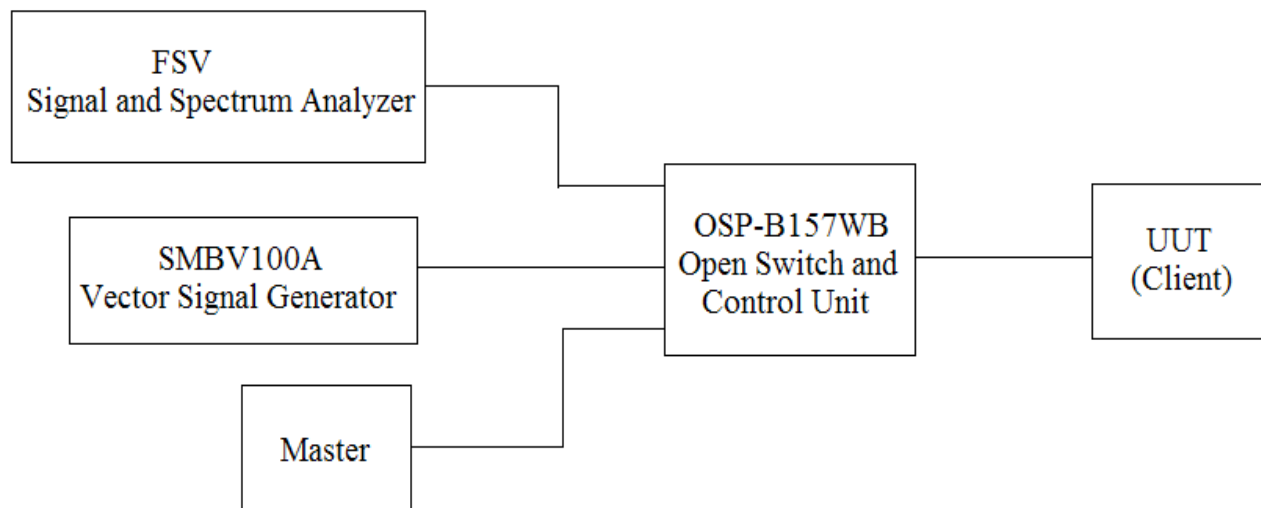 FSV
Signal and Spectrum Analyzer
SMBV100A
Vector Signal Generator
Master
OSP-B157WB
Open Switch and
Control Unit
UUT
(Client)